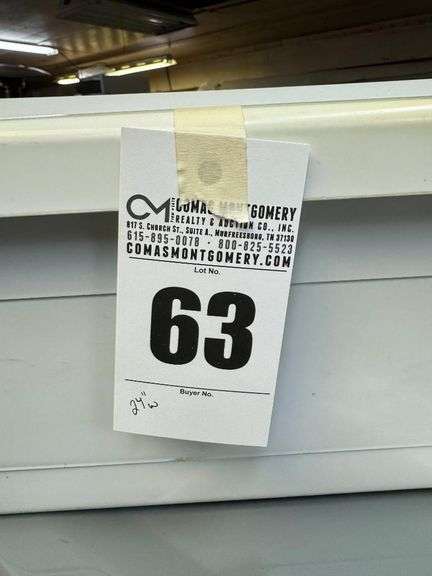 CM COMAS MONTGOMERY
REALTY & AUCTION CO., INC.
817 S. CHURCH ST., SUITE A., MURFREESBORO, TN 37130
615-895-0078 · 800-825-5523
COMASMONTGOMERY.COM
Lot No.
63
Buyer No.
24" w